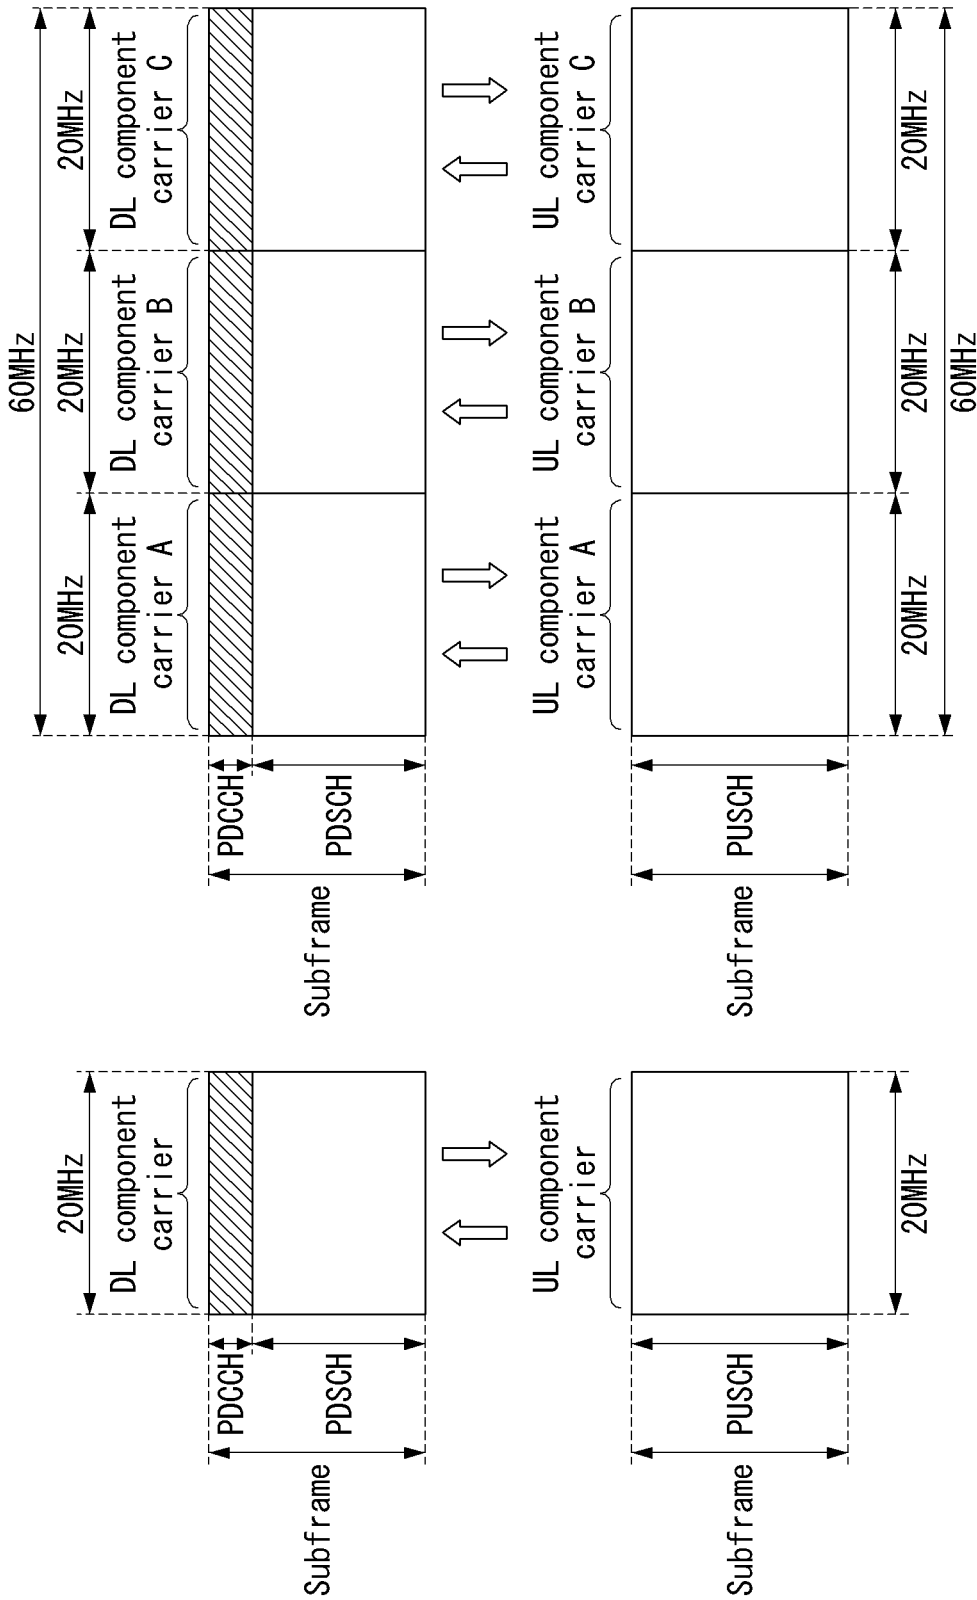 20MHz
DL component
carrier
PDCCH
PDSCH
Subframe
UL component
carrier
PUSCH
Subframe
20MHz
60MHz
20MHz
20MHz
20MHz
DL component
carrier A
DL component
carrier B
DL component
carrier C
PDCCH
PDSCH
Subframe
UL component
carrier A
UL component
carrier B
UL component
carrier C
PUSCH
Subframe
20MHz
20MHz
20MHz
60MHz